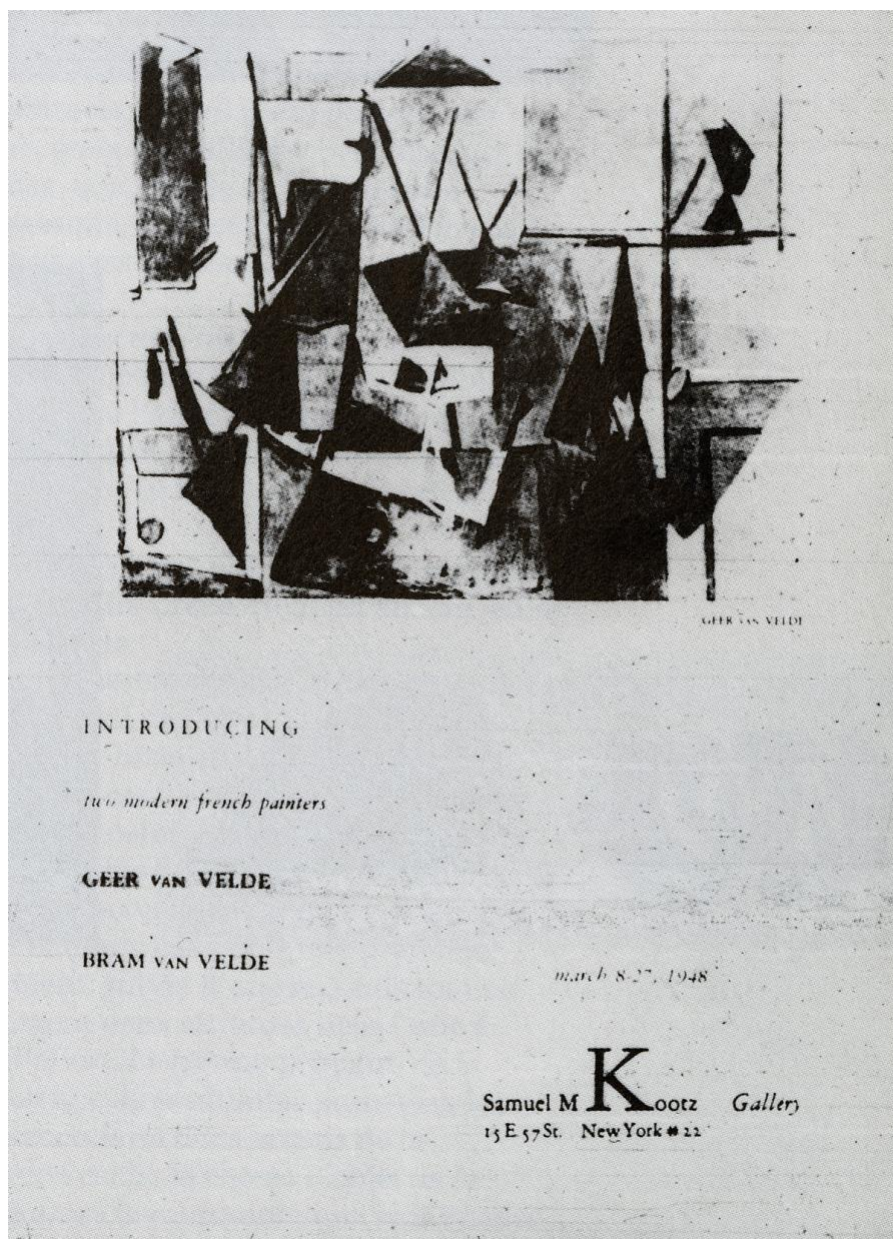 GEER VAN VELDE
INTRODUCING
two modern french painters
GEER VAN VELDE
BRAM VAN VELDE
march 8-27, 1948
Samuel M Kootz Gallery
15 E 57 St. New York # 22